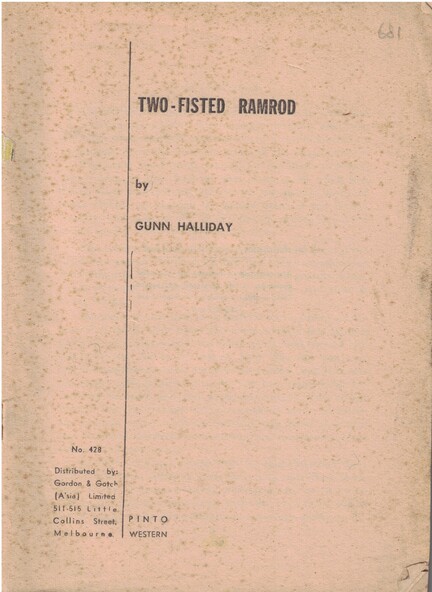 681
TWO-FISTED RAMROD
by
GUNN HALLIDAY
No. 428
Distributed by:
Gordon & Gotch
(A'sia) Limited
511-515 Little
Collins Street,
Melbourne
PINTO
WESTERN